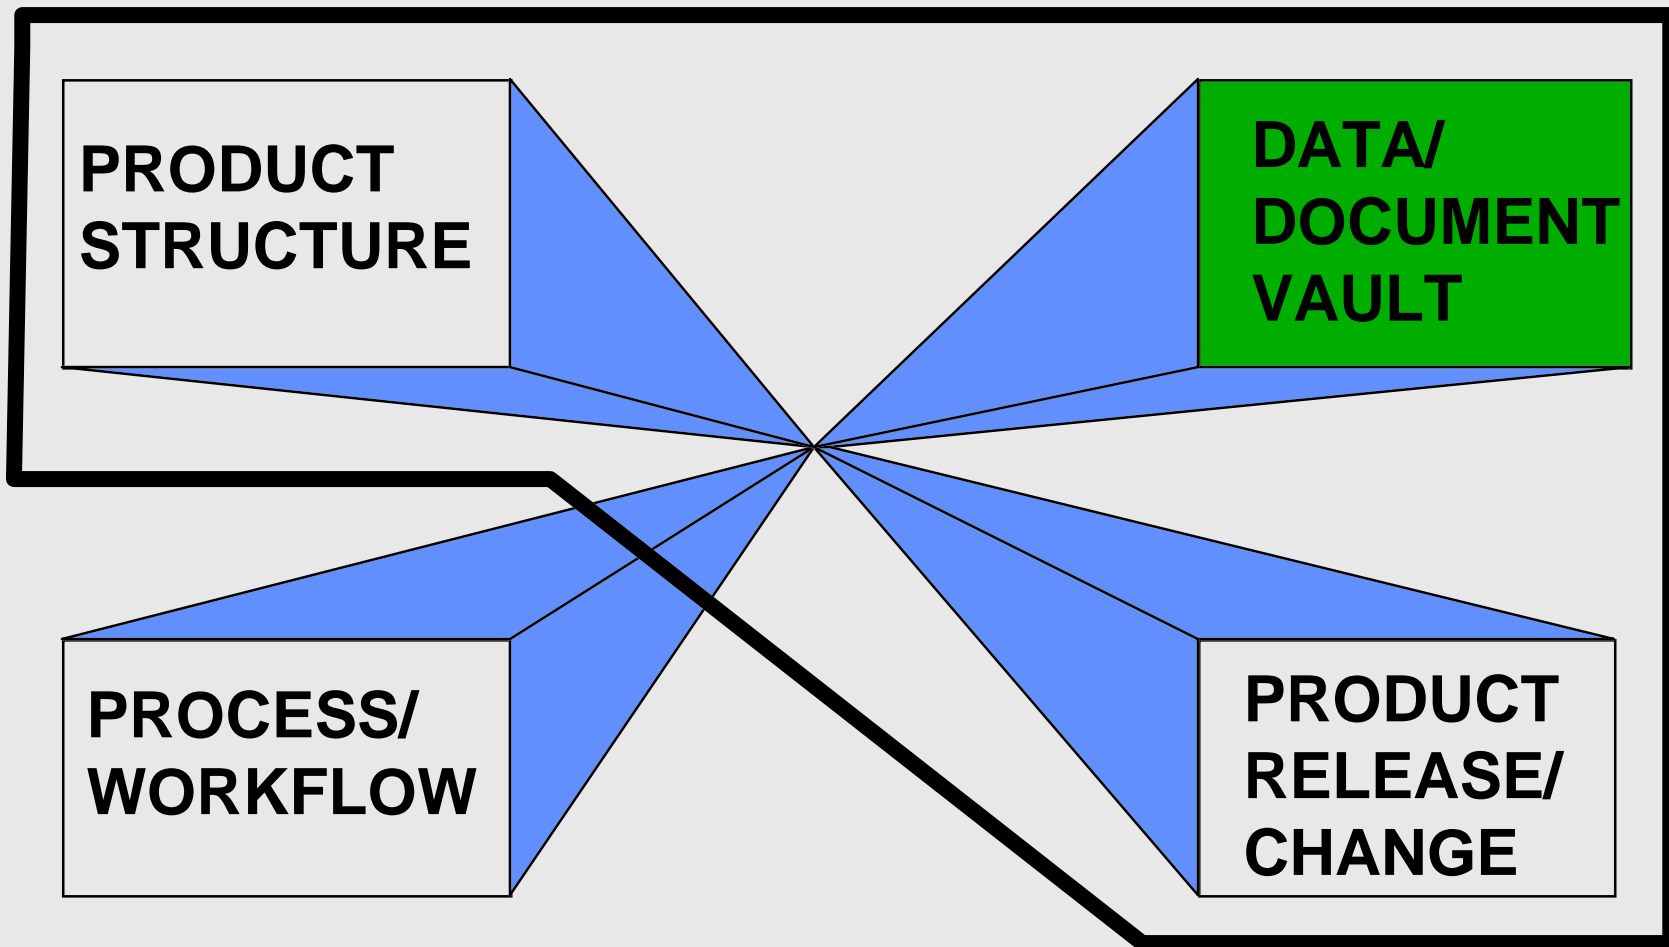 PRODUCT
STRUCTURE
DATA/
DOCUMENT
VAULT
PROCESS/
WORKFLOW
PRODUCT
RELEASE/
CHANGE